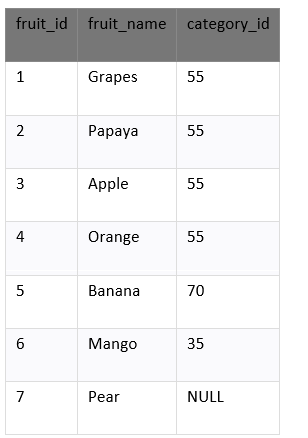 fruit_id fruit_name category_id
1 Grapes 55
2 Papaya 55
3 Apple 55
4 Orange 55
5 Banana 70
6 Mango 35
7 Pear NULL